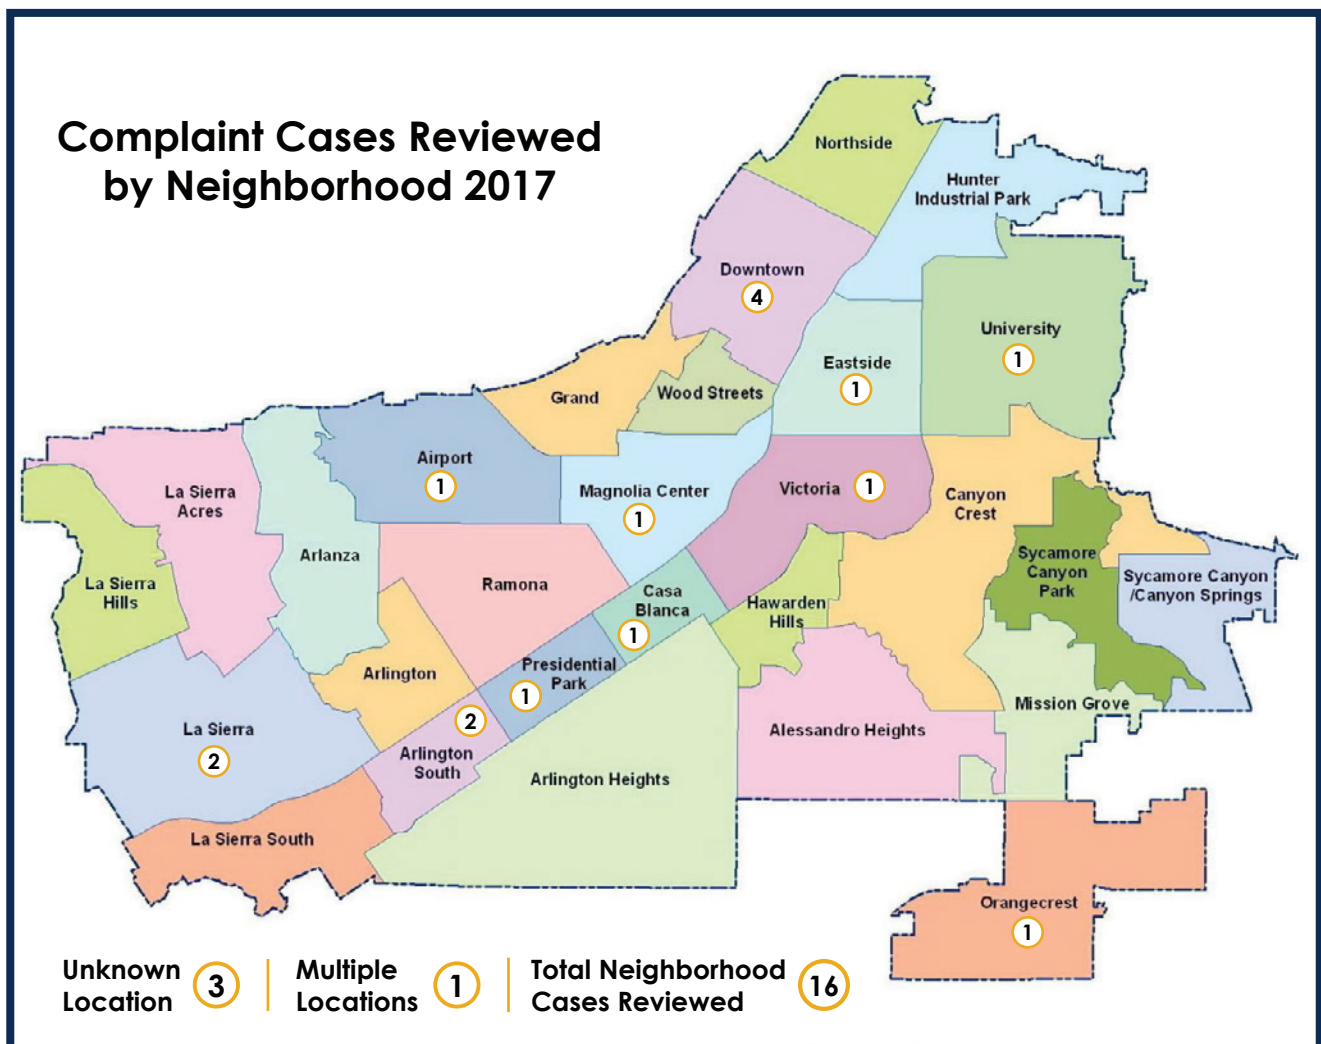 Complaint Cases Reviewed
by Neighborhood 2017
Northside
Hunter
Industrial Park
Downtown
4
University
1
Eastside
1
Grand
Wood Streets
Airport
1
Magnolia Center
1
Victoria
1
Canyon
Crest
La Sierra
Acres
Arlanza
La Sierra
Hills
Ramona
Casa
Blanca
1
Hawarden
Hills
Sycamore
Canyon
Park
Sycamore Canyon
/Canyon Springs
Arlington
Presidential
Park
1
2
Arlington
South
La Sierra
2
Arlington Heights
Alessandro Heights
Mission Grove
La Sierra South
Orangecrest
1
Unknown
Location
3
Multiple
Locations
1
Total Neighborhood
Cases Reviewed
16